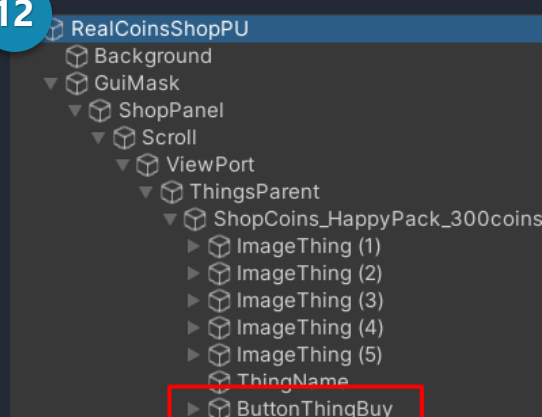 12
RealCoinsShopPU
Background
GuiMask
ShopPanel
Scroll
ViewPort
ThingsParent
ShopCoins_HappyPack_300coins
ImageThing (1)
ImageThing (2)
ImageThing (3)
ImageThing (4)
ImageThing (5)
ThingName
ButtonThingBuy